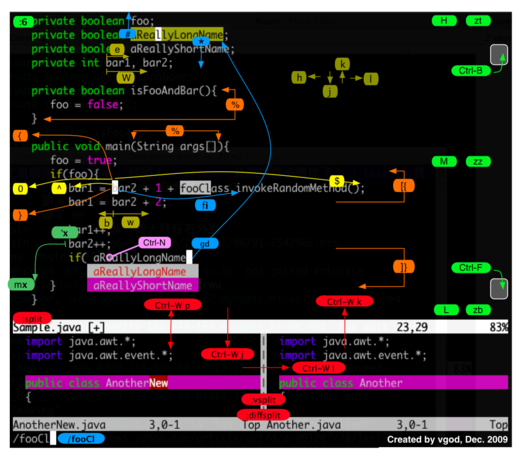 :6 private boolean foo; H zt
private boolean # aReallyLongName;
private boolean aReallyShortName; e *
private int bar1, bar2; W
k Ctrl-B
h l
j
private boolean isFooAndBar(){
foo = false; %
}
{ %
public void main(String args[]){
foo = true; M zz
if(foo){
0 ^ bar1 = bar2 + 1 + fooClass.invokeRandomMethod(); $ [{
} bar1 = bar2 + 2; fi
b w
'x bar1++;
bar2++; Ctrl-N gd
if( aReallyLongName
aReallyLongName Ctrl-F
mx } aReallyShortName ]}
}
Ctrl-W p Ctrl-W k
:split L zb
Sample.java [+] 23,29 83%
import java.awt.*; import java.awt.*;
import java.awt.event.*; Ctrl-W j import java.awt.event.*;
Ctrl-W l
public class AnotherNew public class Another
{ :vsplit {
:diffsplit
AnotherNew.java 3,0-1 Top Another.java 3,0-1 Top
/fooCl /fooCl Created by vgod, Dec. 2009